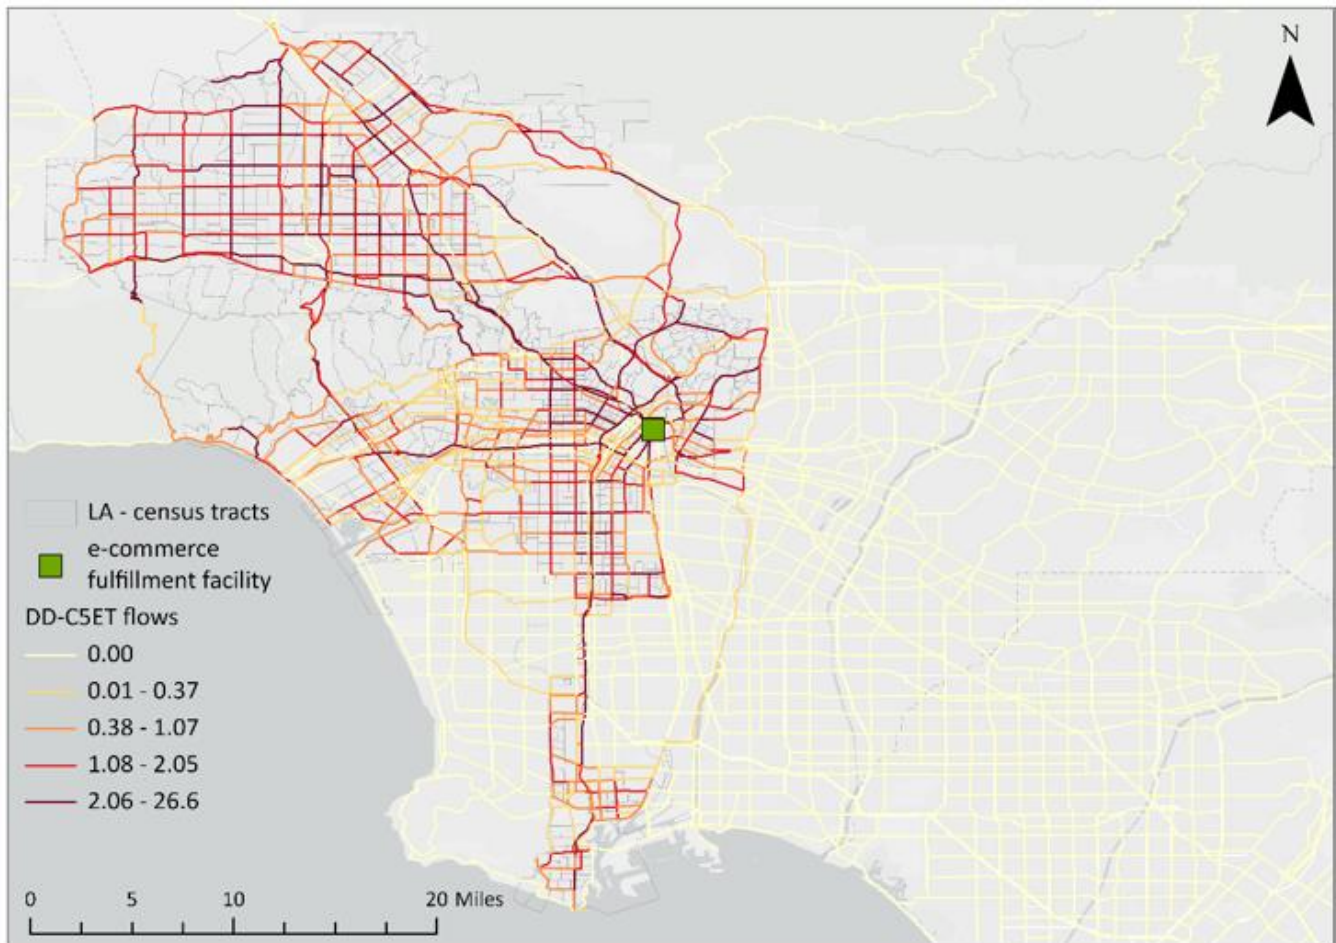 N
LA - census tracts
e-commerce
fulfillment facility
DD-C5ET flows
0.00
0.01 - 0.37
0.38 - 1.07
1.08 - 2.05
2.06 - 26.6
0 5 10 20 Miles